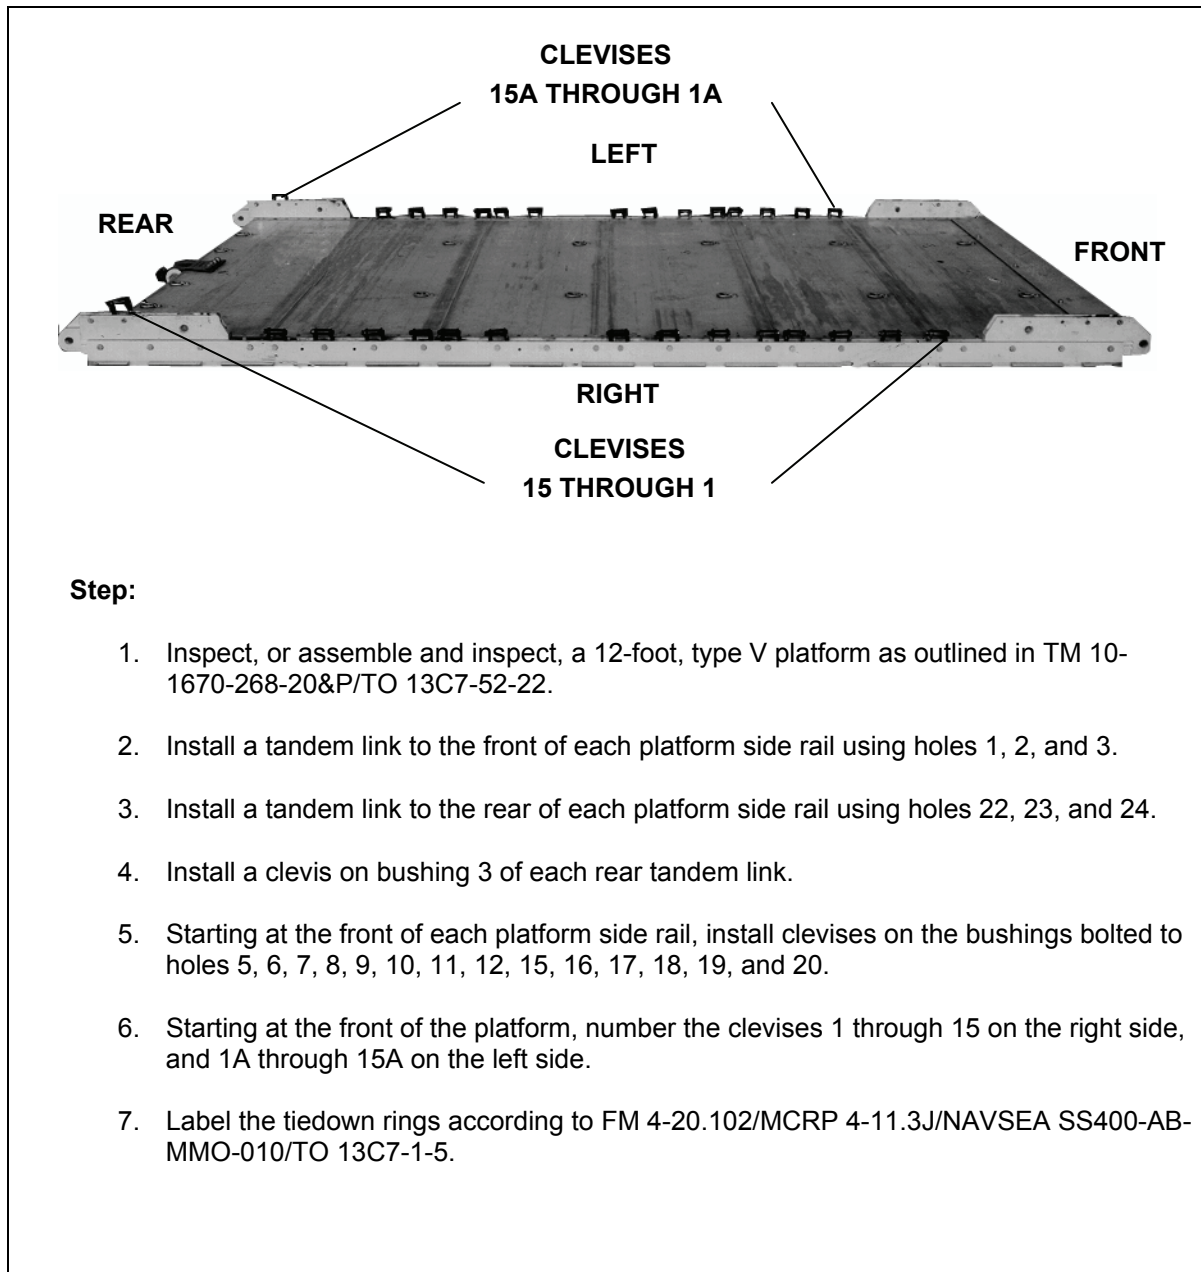 CLEVISES
15A THROUGH 1A
LEFT
REAR
FRONT
RIGHT
CLEVISES
15 THROUGH 1
Step:
1. Inspect, or assemble and inspect, a 12-foot, type V platform as outlined in TM 10-
1670-268-20&P/TO 13C7-52-22.
2. Install a tandem link to the front of each platform side rail using holes 1, 2, and 3.
3. Install a tandem link to the rear of each platform side rail using holes 22, 23, and 24.
4. Install a clevis on bushing 3 of each rear tandem link.
5. Starting at the front of each platform side rail, install clevises on the bushings bolted to
holes 5, 6, 7, 8, 9, 10, 11, 12, 15, 16, 17, 18, 19, and 20.
6. Starting at the front of the platform, number the clevises 1 through 15 on the right side,
and 1A through 15A on the left side.
7. Label the tiedown rings according to FM 4-20.102/MCRP 4-11.3J/NAVSEA SS400-AB-
MMO-010/TO 13C7-1-5.